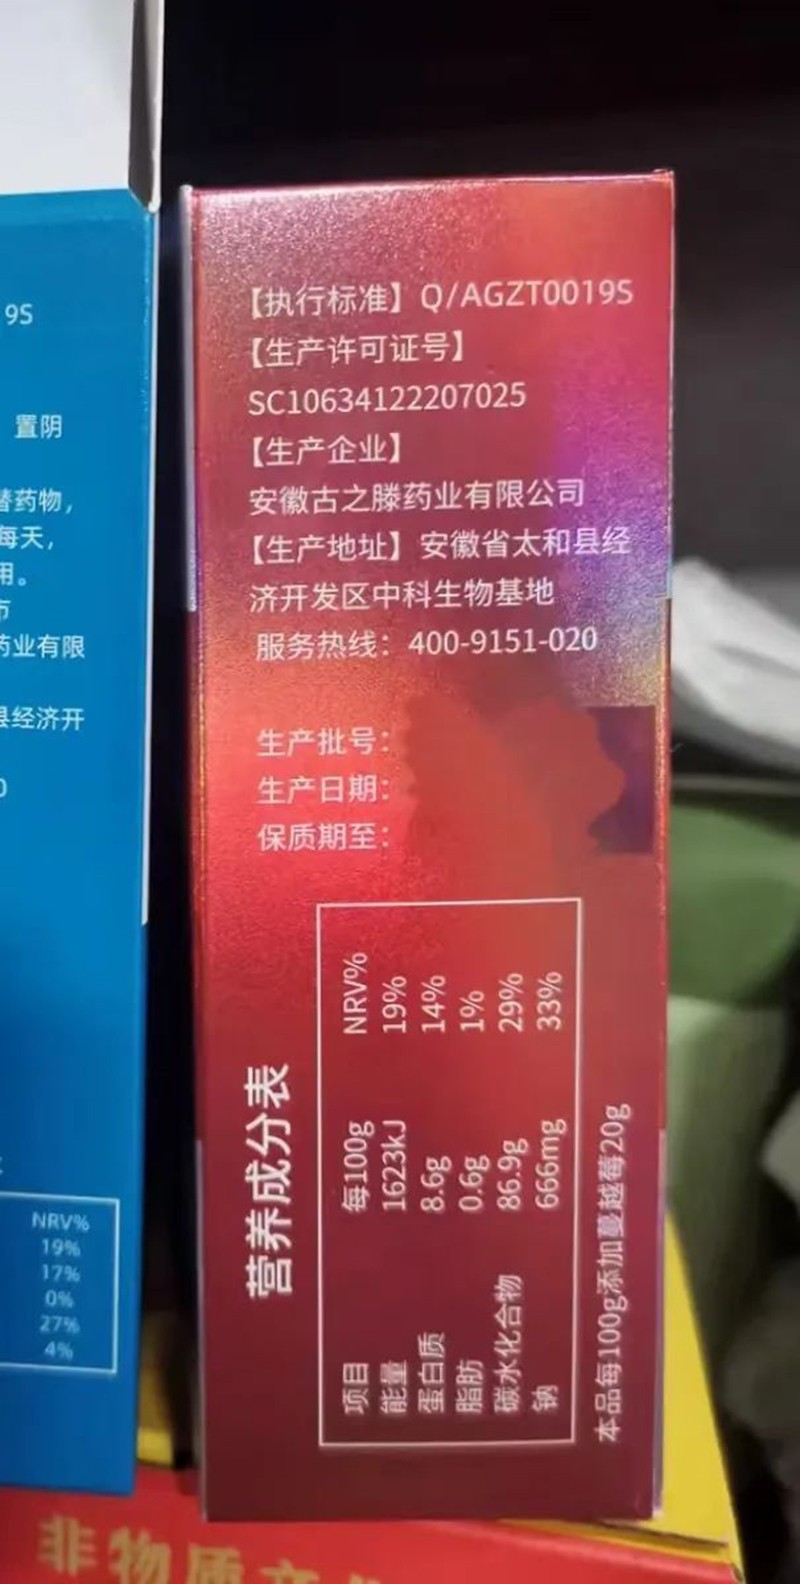 9S
置阴
替药物，
每天，
用。
市
药业有限
县经济开
0
NRV%
19%
17%
0%
27%
4%
【执行标准】Q/AGZT0019S
【生产许可证号】
SC10634122207025
【生产企业】
安徽古之滕药业有限公司
【生产地址】安徽省太和县经
济开发区中科生物基地
服务热线：400-9151-020
生产批号：
生产日期：
保质期至：
营养成分表
项目 每100g NRV%
能量 1623kJ 19%
蛋白质 8.6g 14%
脂肪 0.6g 1%
碳水化合物 86.9g 29%
钠 666mg 33%
本品每100g添加蔓越莓20g
非物质